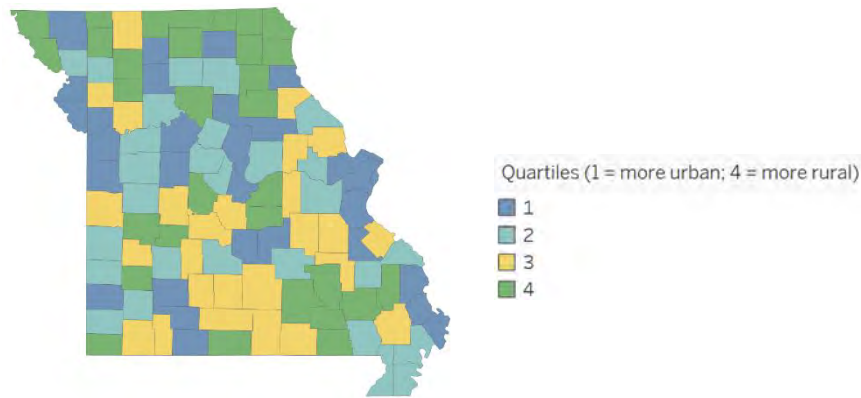 Quartiles (1 = more urban; 4 = more rural)
1
2
3
4